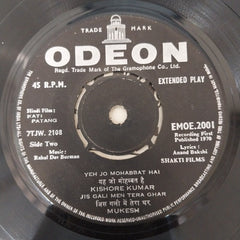 TRADE MARK
ODEON
Regd. Trade Mark of The Gramophone Co. Ltd.
45 R.P.M.
EXTENDED PLAY
Hindi Film:
KATI
PATANG
7TJW. 2108
Side Two
Music:
Rahul Dev Burman
EMOE.2001
Recording First
Published 1970
Lyrics:
Anand Bakshi
SHAKTI FILMS
YEH JO MOHABBAT HAI
यह जो मोहब्बत है
KISHORE KUMAR
JIS GALI MEN TERA GHAR
जिस गली में तेरा घर
MUKESH